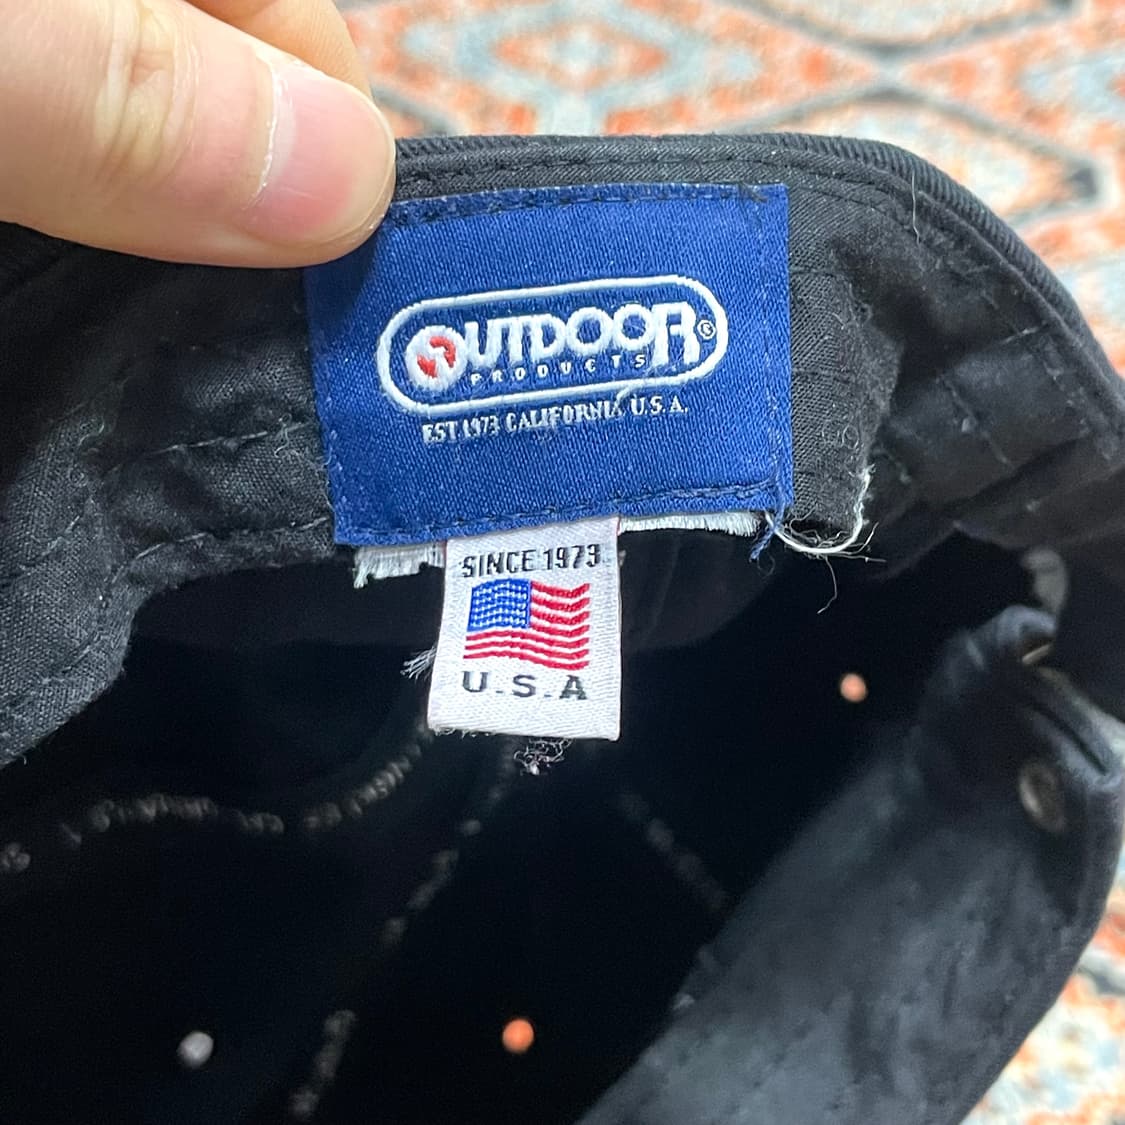 OUTDOOR®
PRODUCTS
EST 1973 CALIFORNIA U.S.A.
SINCE 1973
U.S.A